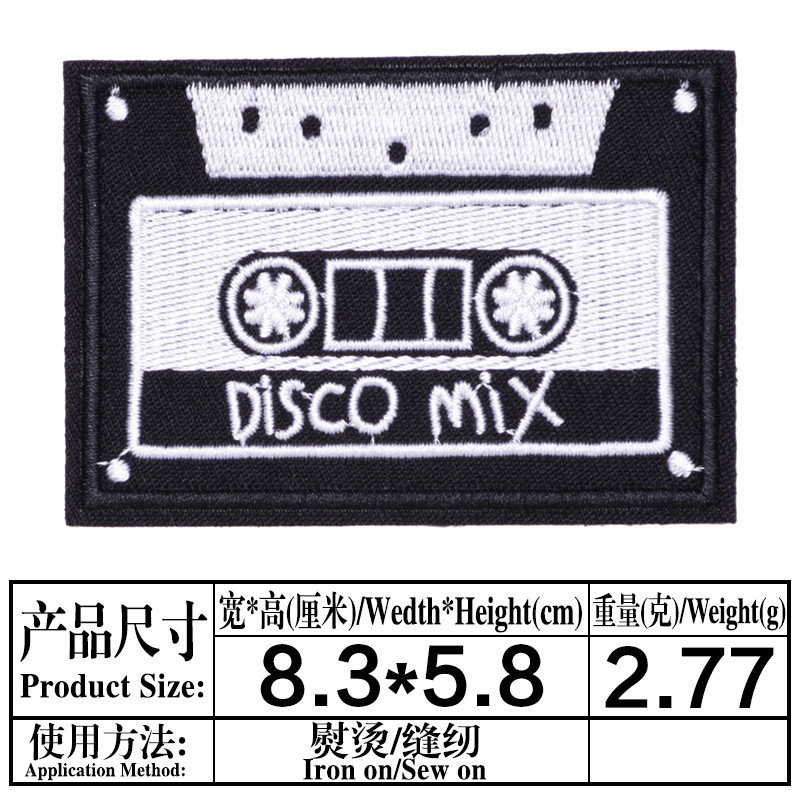 DiSCO MiX
产品尺寸
Product Size:
宽*高(厘米)/Wedth*Height(cm)
重量(克)/Weight(g)
8.3*5.8
2.77
使用方法:
Application Method:
熨烫/缝纫
Iron on/Sew on